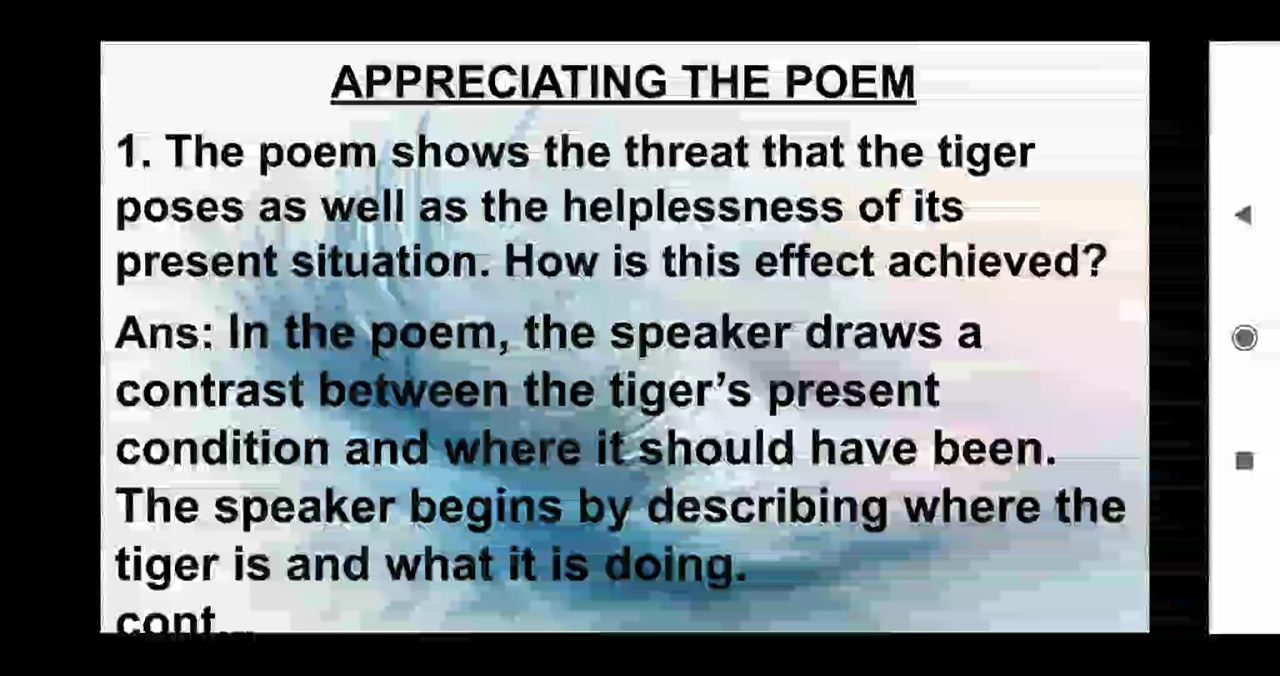 APPRECIATING THE POEM
1. The poem shows the threat that the tiger
poses as well as the helplessness of its
present situation. How is this effect achieved?
Ans: In the poem, the speaker draws a
contrast between the tiger’s present
condition and where it should have been.
The speaker begins by describing where the
tiger is and what it is doing.
cont...